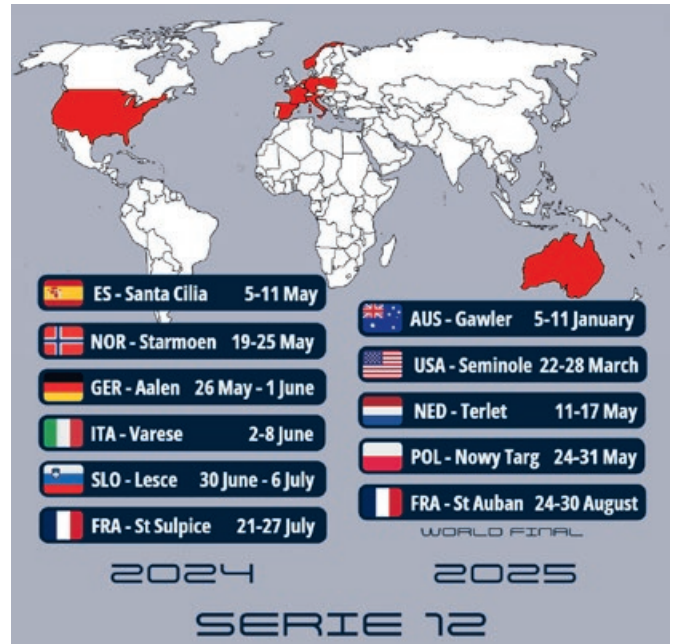 ES - Santa Cilia 5-11 May
NOR - Starmoen 19-25 May
GER - Aalen 26 May - 1 June
ITA - Varese 2-8 June
SLO - Lesce 30 June - 6 July
FRA - St Sulpice 21-27 July
2024
AUS - Gawler 5-11 January
USA - Seminole 22-28 March
NED - Terlet 11-17 May
POL - Nowy Targ 24-31 May
FRA - St Auban 24-30 August
WORLD FINAL
2025
SERIE 12